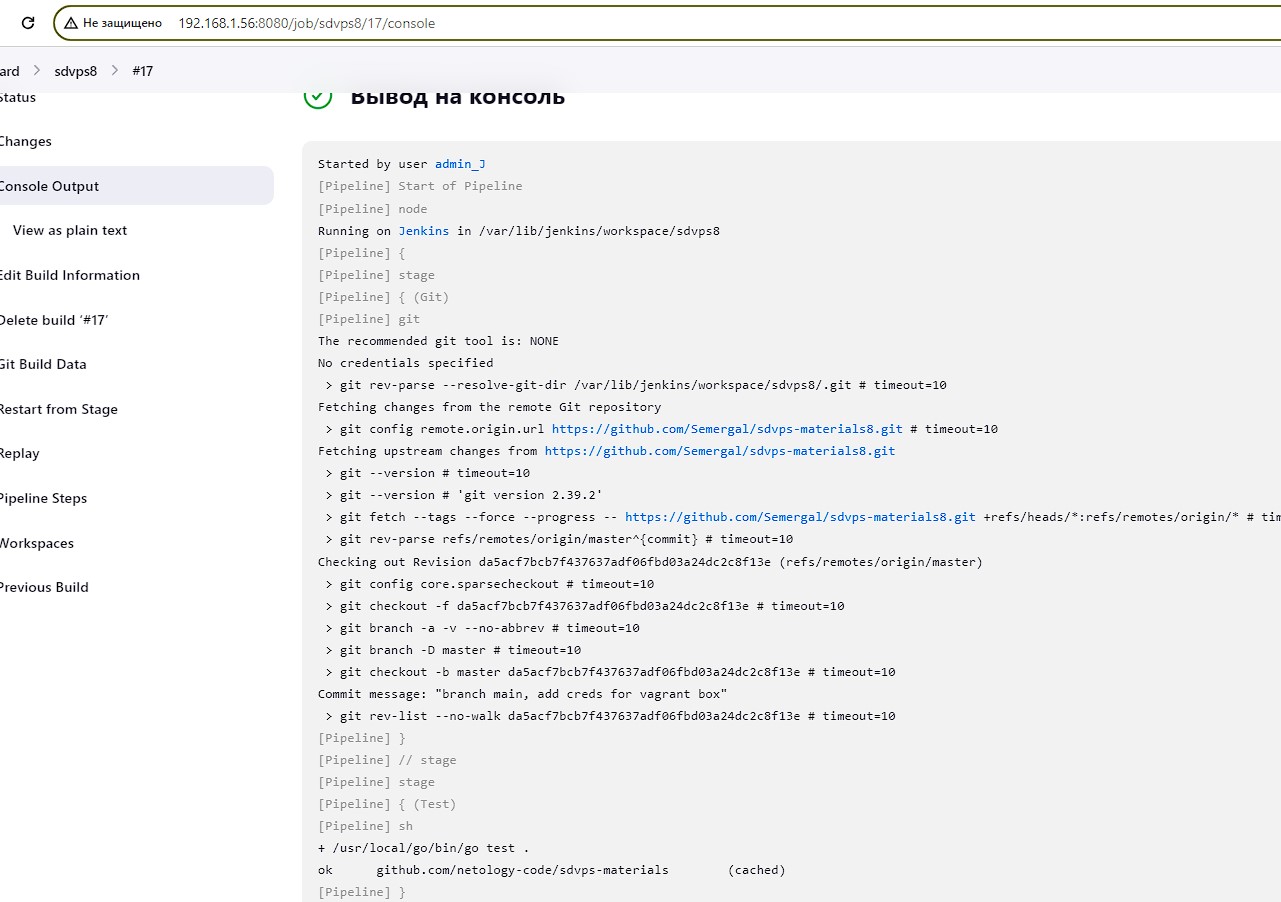 Не защищено 192.168.1.56:8080/job/sdvps8/17/console
ard > sdvps8 > #17
Status
Changes
Console Output
View as plain text
Edit Build Information
Delete build ‘#17’
Git Build Data
Restart from Stage
Replay
Pipeline Steps
Workspaces
Previous Build
Вывод на консоль
Started by user admin_J
[Pipeline] Start of Pipeline
[Pipeline] node
Running on Jenkins in /var/lib/jenkins/workspace/sdvps8
[Pipeline] {
[Pipeline] stage
[Pipeline] { (Git)
[Pipeline] git
The recommended git tool is: NONE
No credentials specified
> git rev-parse --resolve-git-dir /var/lib/jenkins/workspace/sdvps8/.git # timeout=10
Fetching changes from the remote Git repository
> git config remote.origin.url https://github.com/Semergal/sdvps-materials8.git # timeout=10
Fetching upstream changes from https://github.com/Semergal/sdvps-materials8.git
> git --version # timeout=10
> git --version # 'git version 2.39.2'
> git fetch --tags --force --progress -- https://github.com/Semergal/sdvps-materials8.git +refs/heads/*:refs/remotes/origin/* # tim
> git rev-parse refs/remotes/origin/master^{commit} # timeout=10
Checking out Revision da5acf7bcb7f437637adf06fbd03a24dc2c8f13e (refs/remotes/origin/master)
> git config core.sparsecheckout # timeout=10
> git checkout -f da5acf7bcb7f437637adf06fbd03a24dc2c8f13e # timeout=10
> git branch -a -v --no-abbrev # timeout=10
> git branch -D master # timeout=10
> git checkout -b master da5acf7bcb7f437637adf06fbd03a24dc2c8f13e # timeout=10
Commit message: "branch main, add creds for vagrant box"
> git rev-list --no-walk da5acf7bcb7f437637adf06fbd03a24dc2c8f13e # timeout=10
[Pipeline] }
[Pipeline] // stage
[Pipeline] stage
[Pipeline] { (Test)
[Pipeline] sh
+ /usr/local/go/bin/go test .
ok github.com/netology-code/sdvps-materials (cached)
[Pipeline] }